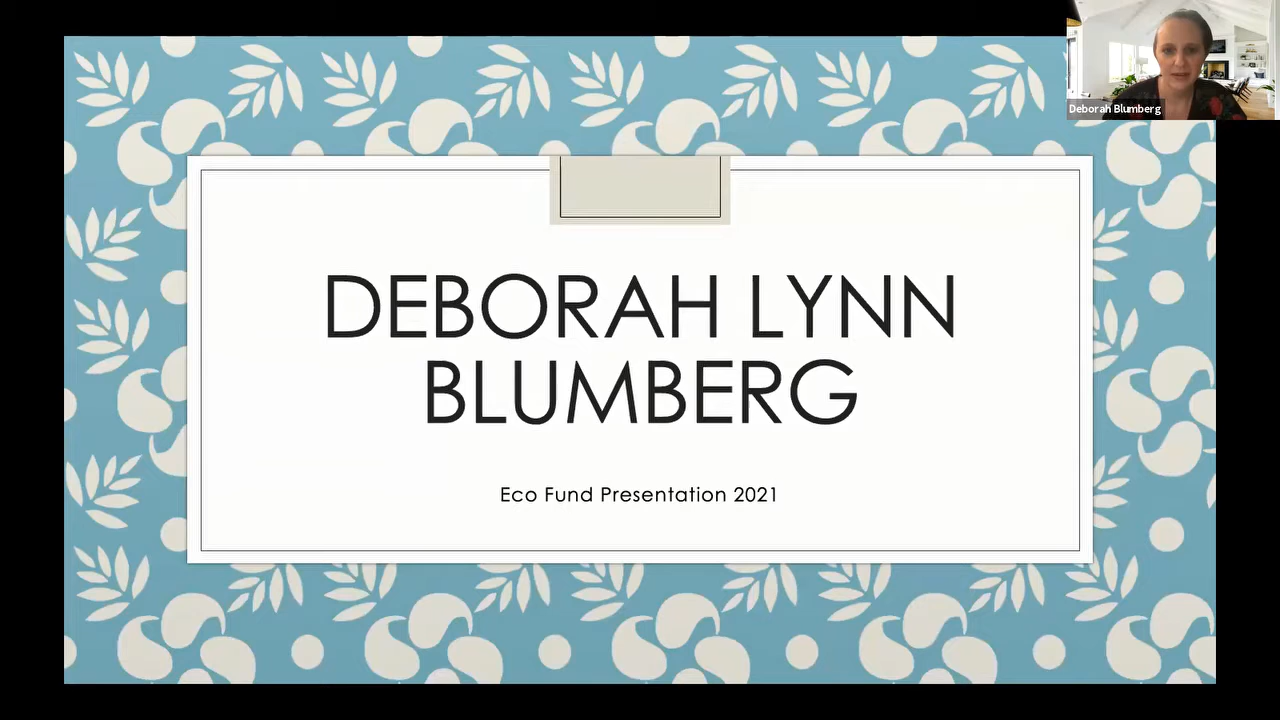 Deborah Blumberg
DEBORAH LYNN
BLUMBERG
Eco Fund Presentation 2021